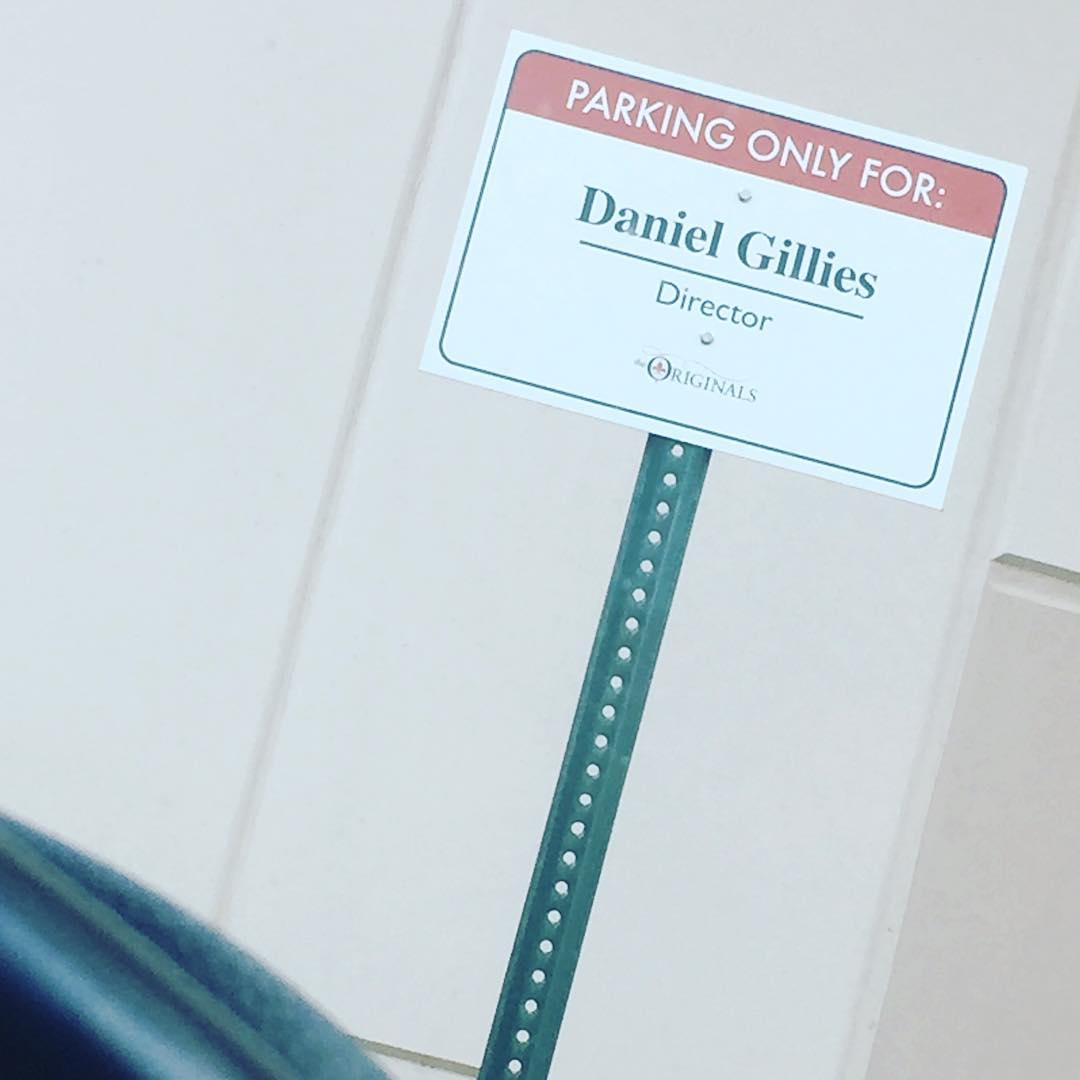 PARKING ONLY FOR:
Daniel Gillies
Director
the ORIGINALS